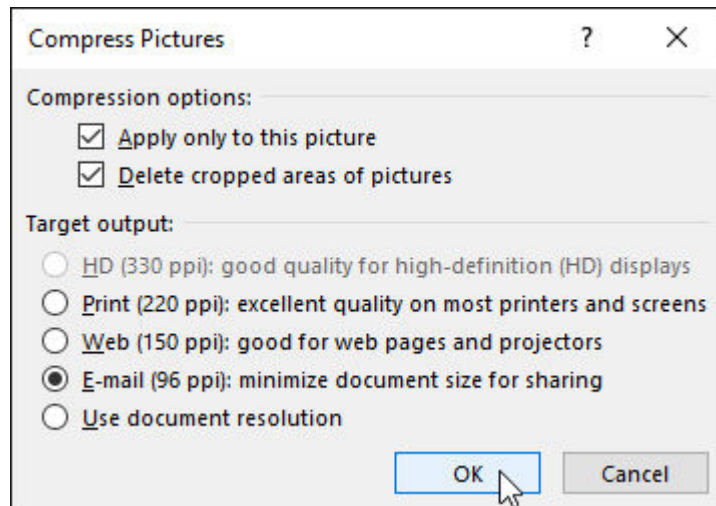 Compress Pictures ?
Compression options:
Apply only to this picture
Delete cropped areas of pictures
Target output:
HD (330 ppi): good quality for high-definition (HD) displays
Print (220 ppi): excellent quality on most printers and screens
Web (150 ppi): good for web pages and projectors
E-mail (96 ppi): minimize document size for sharing
Use document resolution
OK Cancel